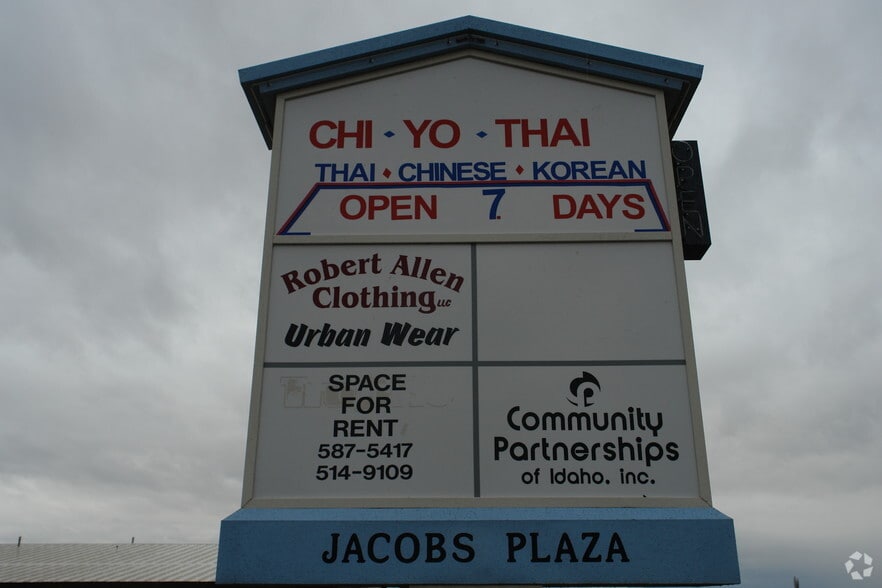 CHI ⬩ YO ⬩ THAI
THAI ⬩ CHINESE ⬩ KOREAN
OPEN 7 DAYS
OPEN
Robert Allen
Clothing LLC
Urban Wear
SPACE
FOR
RENT
587-5417
514-9109
Community
Partnerships
of Idaho, inc.
JACOBS PLAZA